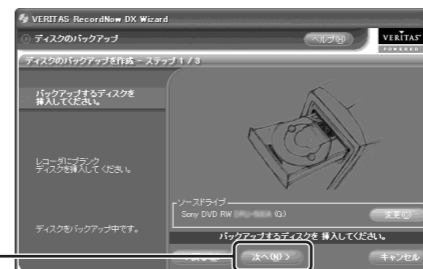 VERITAS RecordNow DX Wizard
ディスクのバックアップ
ヘルプ(H)
VERITAS
POWERED
ディスクのバックアップを作成 - ステップ 1 / 3
バックアップするディスクを
挿入してください。
レコーダにブランク
ディスクを挿入してください。
ディスクをバックアップ中です。
ソースドライブ
Sony DVD RW (G:)
変更(C)
バックアップするディスクを 挿入してください。
次へ(N) >
キャンセル